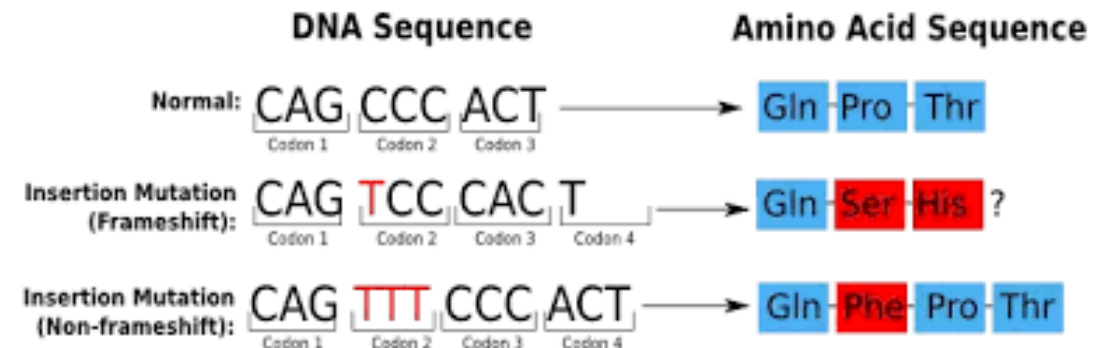 DNA Sequence Amino Acid Sequence
Normal: CAG CCC ACT Gln Pro Thr
Codon 1 Codon 2 Codon 3
Insertion Mutation
(Frameshift): CAG TCC CAC T Gln Ser His ?
Codon 1 Codon 2 Codon 3 Codon 4
Insertion Mutation
(Non-frameshift): CAG TTT CCC ACT Gln Phe Pro Thr
Codon 1 Codon 2 Codon 3 Codon 4